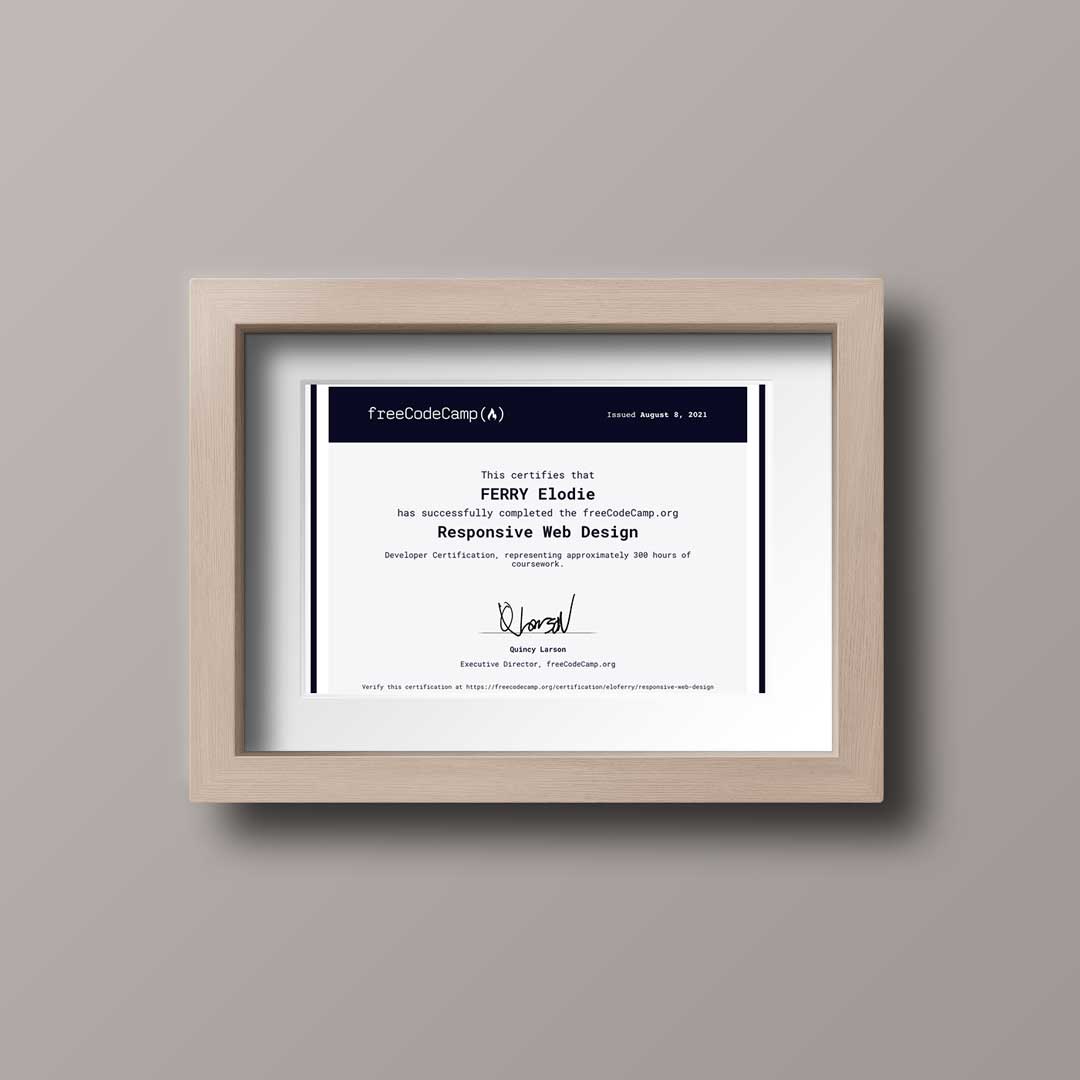 freeCodeCamp(🔥)
Issued August 8, 2021
This certifies that
FERRY Elodie
has successfully completed the freeCodeCamp.org
Responsive Web Design
Developer Certification, representing approximately 300 hours of
coursework.
Q Larson
Quincy Larson
Executive Director, freeCodeCamp.org
Verify this certification at https://freecodecamp.org/certification/eloferry/responsive-web-design